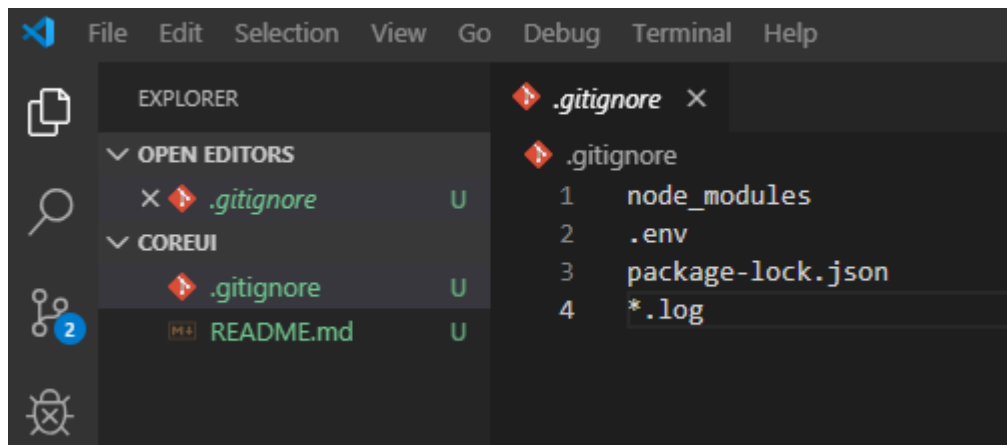 File Edit Selection View Go Debug Terminal Help
EXPLORER
OPEN EDITORS
.gitignore U
COREUI
.gitignore U
README.md U
2
.gitignore
.gitignore
1 node_modules
2 .env
3 package-lock.json
4 *.log